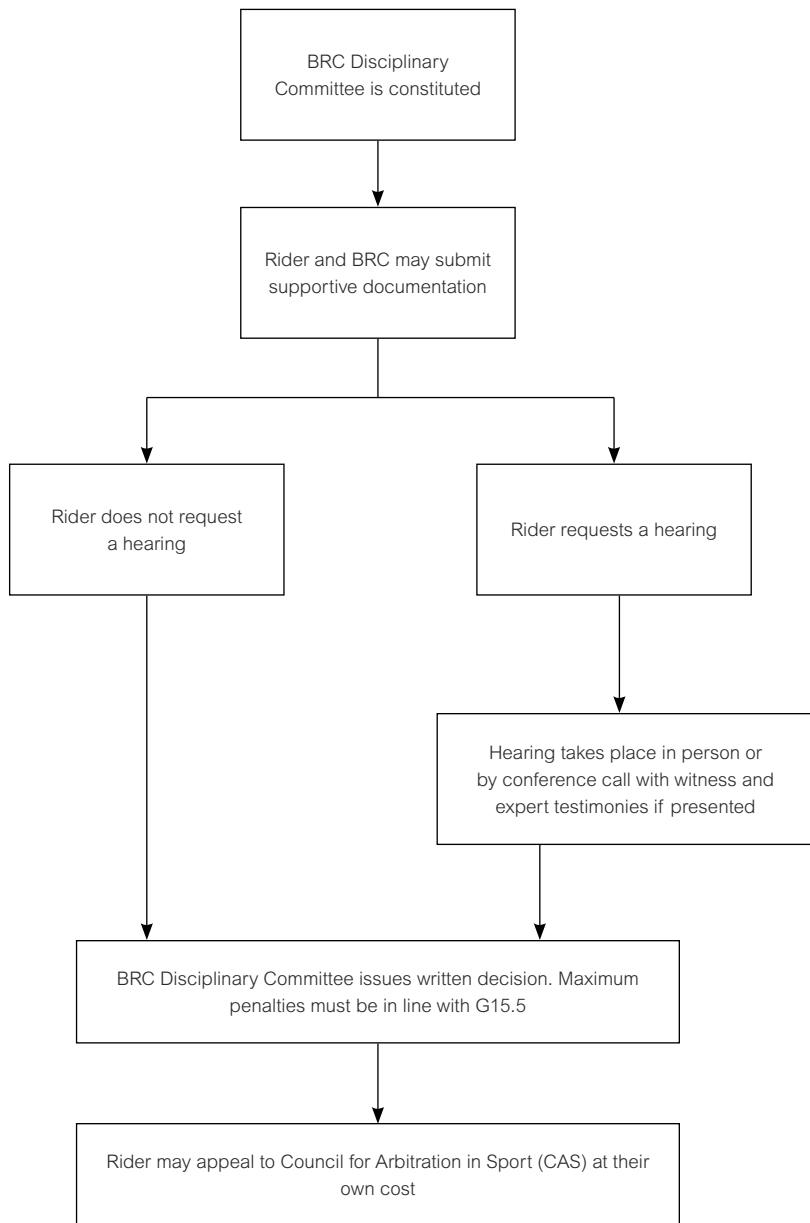 BRC Disciplinary
Committee is constituted
Rider and BRC may submit
supportive documentation
Rider does not request
a hearing
Rider requests a hearing
Hearing takes place in person or
by conference call with witness and
expert testimonies if presented
BRC Disciplinary Committee issues written decision. Maximum
penalties must be in line with G15.5
Rider may appeal to Council for Arbitration in Sport (CAS) at their
own cost